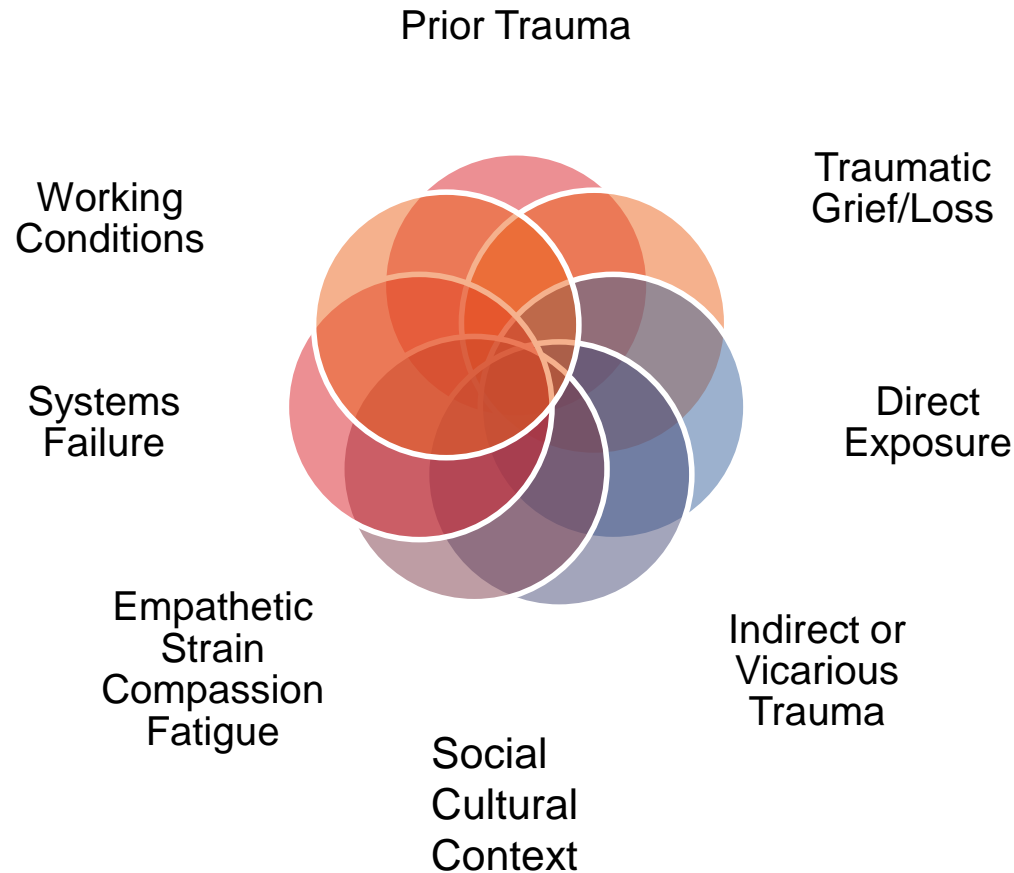 Prior Trauma
Traumatic
Grief/Loss
Direct
Exposure
Indirect or
Vicarious
Trauma
Social
Cultural
Context
Empathetic
Strain
Compassion
Fatigue
Systems
Failure
Working
Conditions